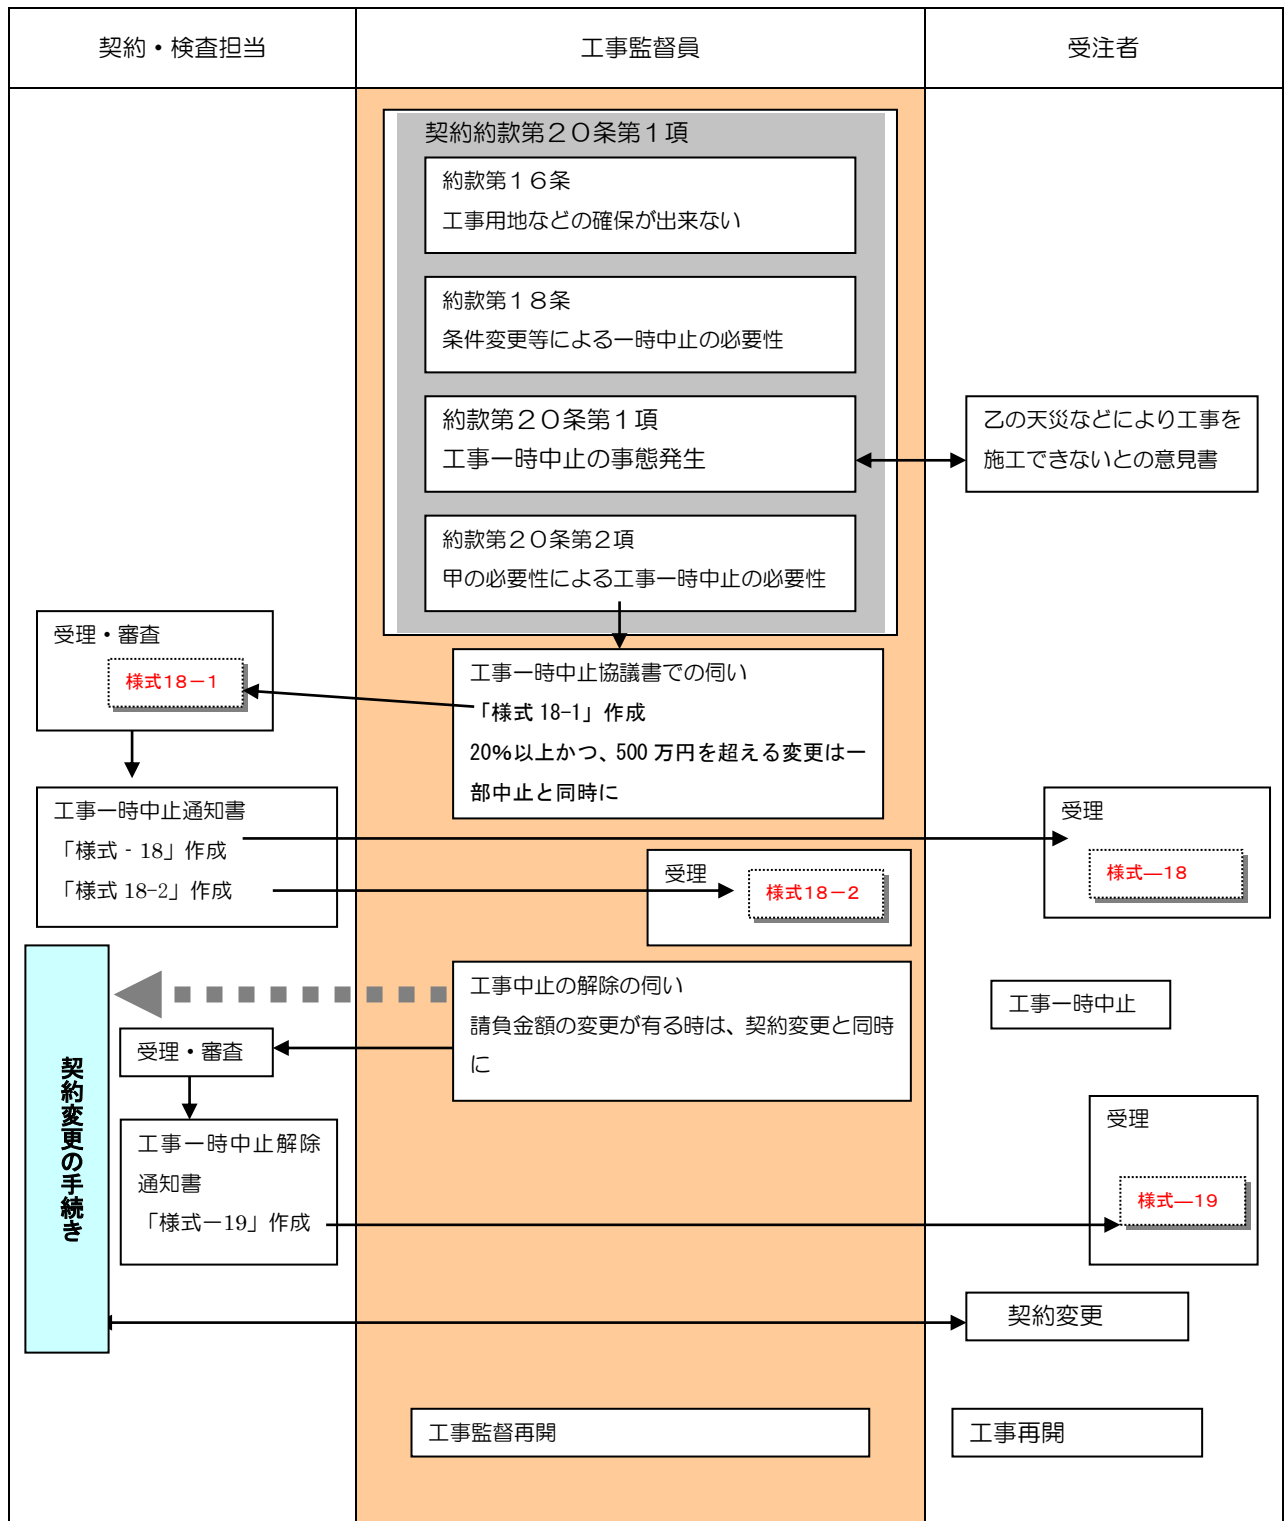 契約・検査担当
工事監督員
受注者
契約約款第２０条第１項
約款第１６条
工事用地などの確保が出来ない
約款第１８条
条件変更等による一時中止の必要性
約款第２０条第１項
工事一時中止の事態発生
乙の天災などにより工事を
施工できないとの意見書
約款第２０条第２項
甲の必要性による工事一時中止の必要性
受理・審査
様式18－1
工事一時中止協議書での伺い
「様式 18-1」作成
20%以上かつ、500 万円を超える変更は一
部中止と同時に
工事一時中止通知書
「様式‐18」作成
「様式 18-2」作成
受理
様式―18
受理
様式18－2
工事中止の解除の伺い
請負金額の変更が有る時は、契約変更と同時
に
工事一時中止
受理・審査
契約変更の手続き
工事一時中止解除
通知書
「様式－19」作成
受理
様式―19
契約変更
工事監督再開
工事再開